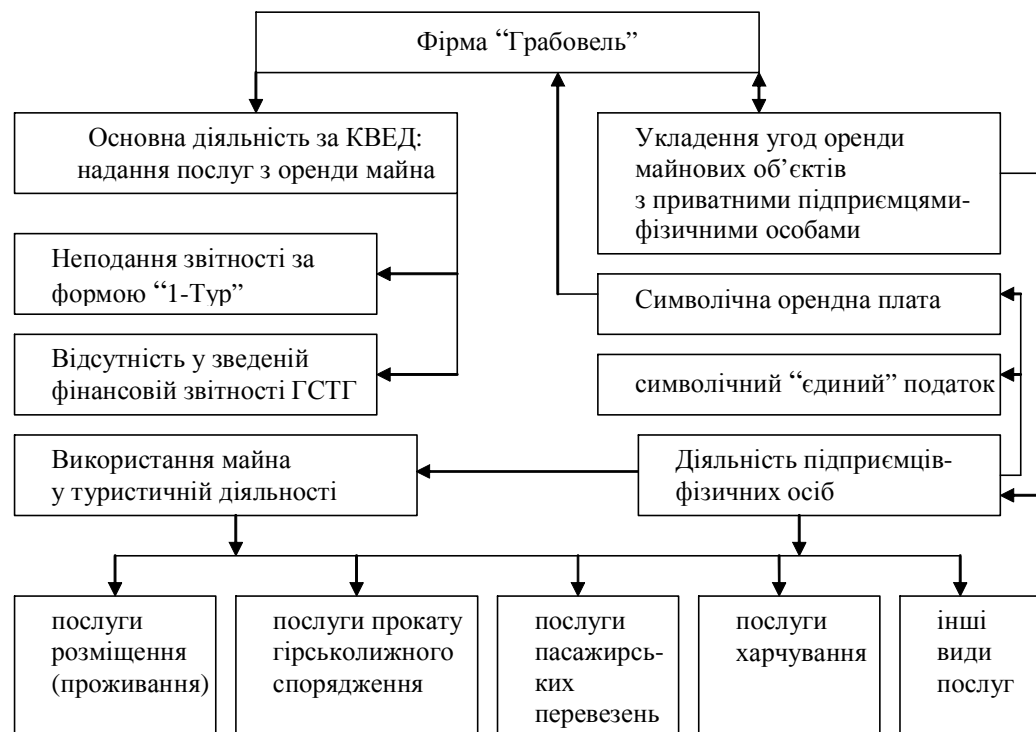 Фірма “Грабовель”
Основна діяльність за КВЕД:
надання послуг з оренди майна
Укладення угод оренди
майнових об’єктів
з приватними підприємцями-
фізичними особами
Неподання звітності за
формою “1-Тур”
Символічна орендна плата
Відсутність у зведеній
фінансовій звітності ГСТГ
символічний “єдиний” податок
Використання майна
у туристичній діяльності
Діяльність підприємців-
фізичних осіб
послуги
розміщення
(проживання)
послуги прокату
гірськолижного
спорядження
послуги
пасажирсь-
ких
перевезень
послуги
харчування
інші
види
послуг